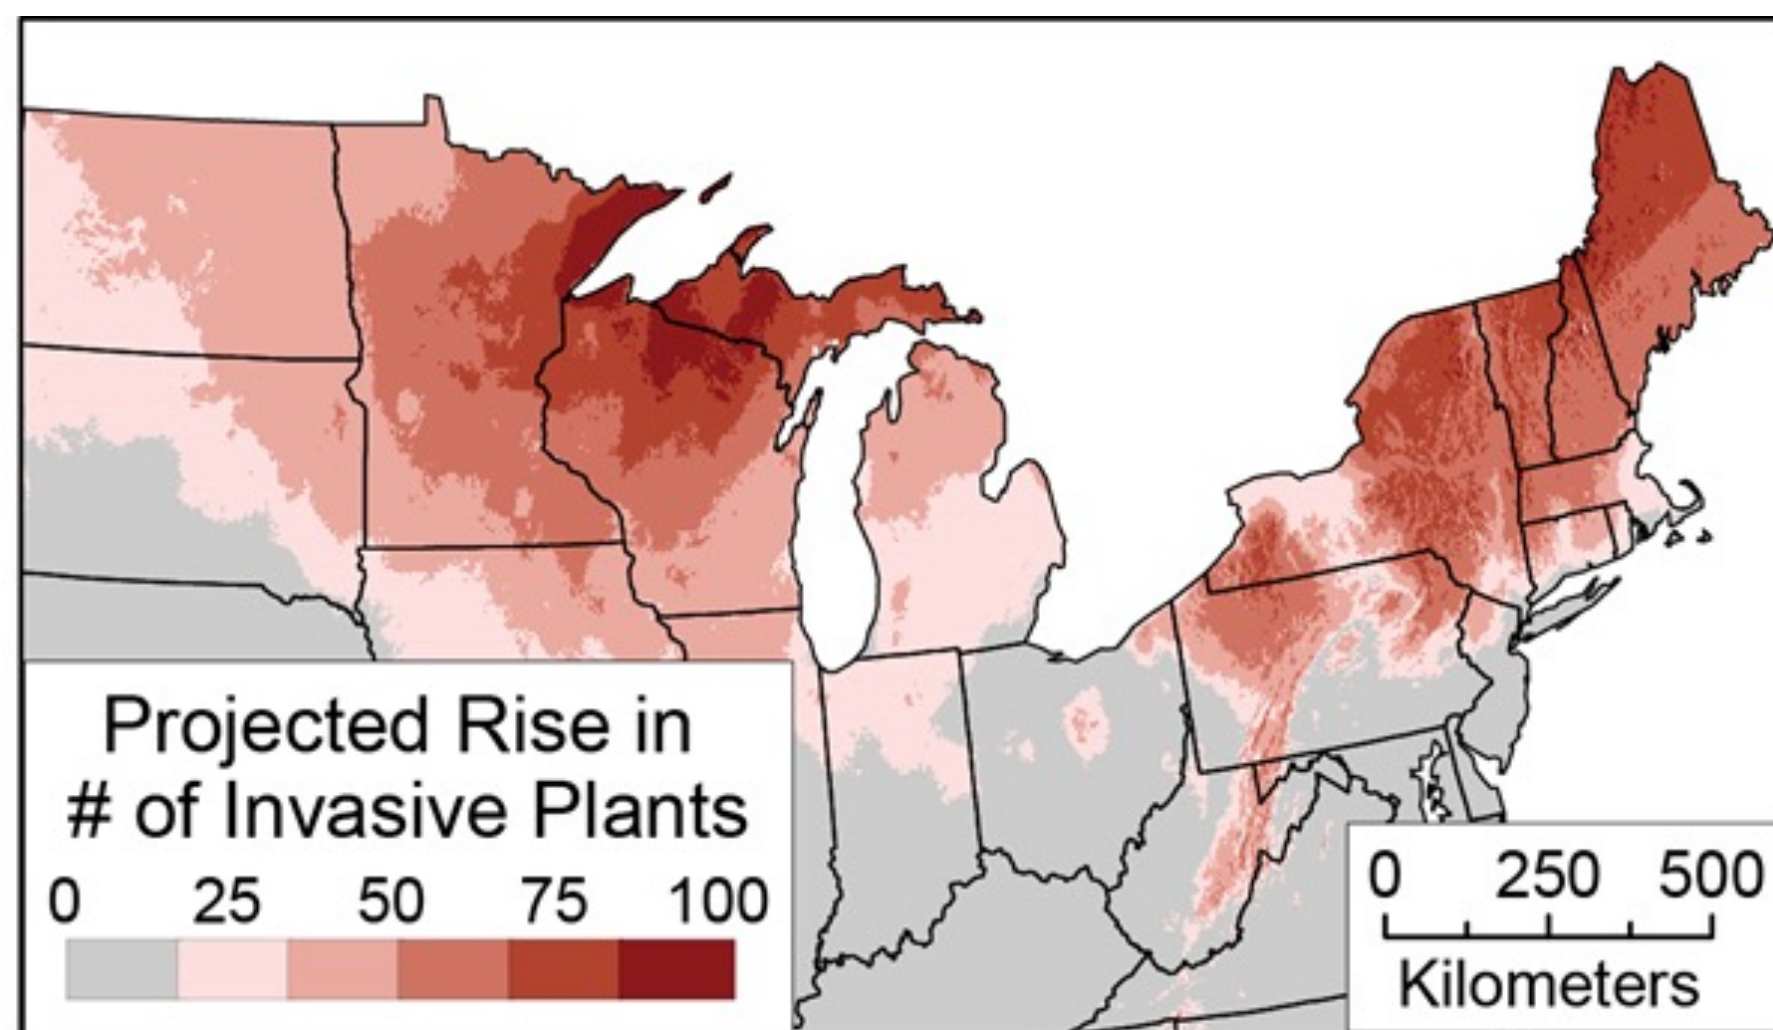 Projected Rise in
# of Invasive Plants
0 25 50 75 100
0 250 500
Kilometers